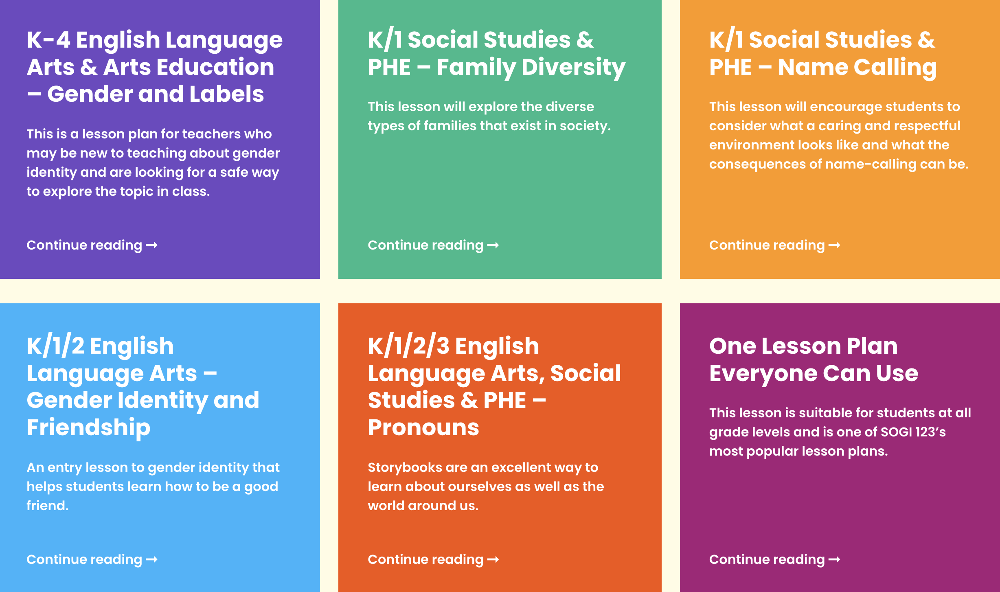 K-4 English Language
Arts & Arts Education
– Gender and Labels
This is a lesson plan for teachers who
may be new to teaching about gender
identity and are looking for a safe way
to explore the topic in class.
Continue reading →
K/1 Social Studies &
PHE – Family Diversity
This lesson will explore the diverse
types of families that exist in society.
Continue reading →
K/1 Social Studies &
PHE – Name Calling
This lesson will encourage students to
consider what a caring and respectful
environment looks like and what the
consequences of name-calling can be.
Continue reading →
K/1/2 English
Language Arts –
Gender Identity and
Friendship
An entry lesson to gender identity that
helps students learn how to be a good
friend.
Continue reading →
K/1/2/3 English
Language Arts, Social
Studies & PHE –
Pronouns
Storybooks are an excellent way to
learn about ourselves as well as the
world around us.
Continue reading →
One Lesson Plan
Everyone Can Use
This lesson is suitable for students at all
grade levels and is one of SOGI 123’s
most popular lesson plans.
Continue reading →